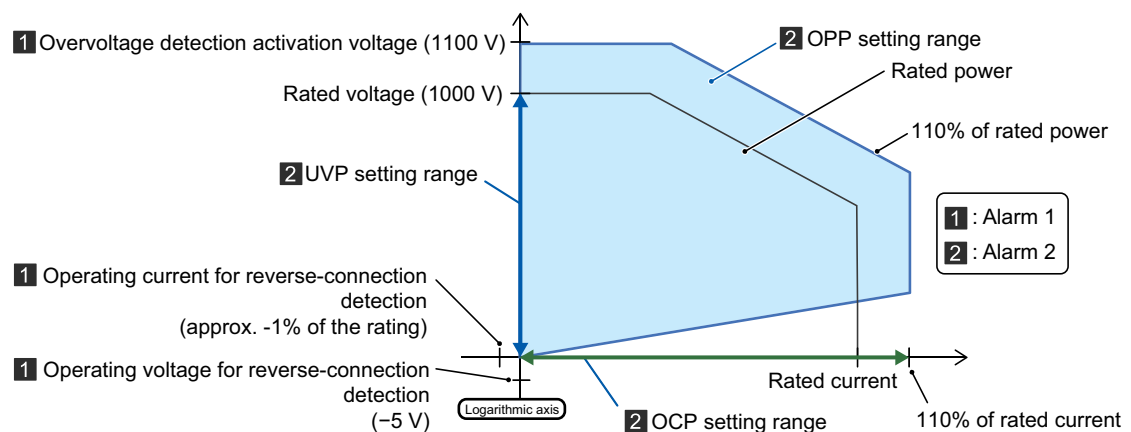 1 Overvoltage detection activation voltage (1100 V)
2 OPP setting range
Rated power
Rated voltage (1000 V)
110% of rated power
2 UVP setting range
1 : Alarm 1
2 : Alarm 2
1 Operating current for reverse-connection
detection
(approx. -1% of the rating)
1 Operating voltage for reverse-connection
detection
(−5 V)
Logarithmic axis
Rated current
110% of rated current
2 OCP setting range